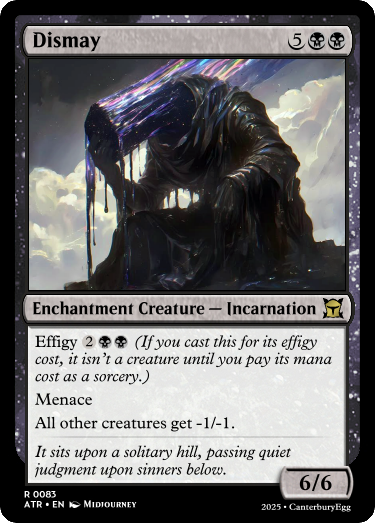 Dismay 5
Enchantment Creature — Incarnation
Effigy 2 (If you cast this for its effigy
cost, it isn't a creature until you pay its mana
cost as a sorcery.)
Menace
All other creatures get -1/-1.
It sits upon a solitary hill, passing quiet
judgment upon sinners below.
6/6
R 0083
ATR • EN Midjourney
2025 • CanterburyEgg